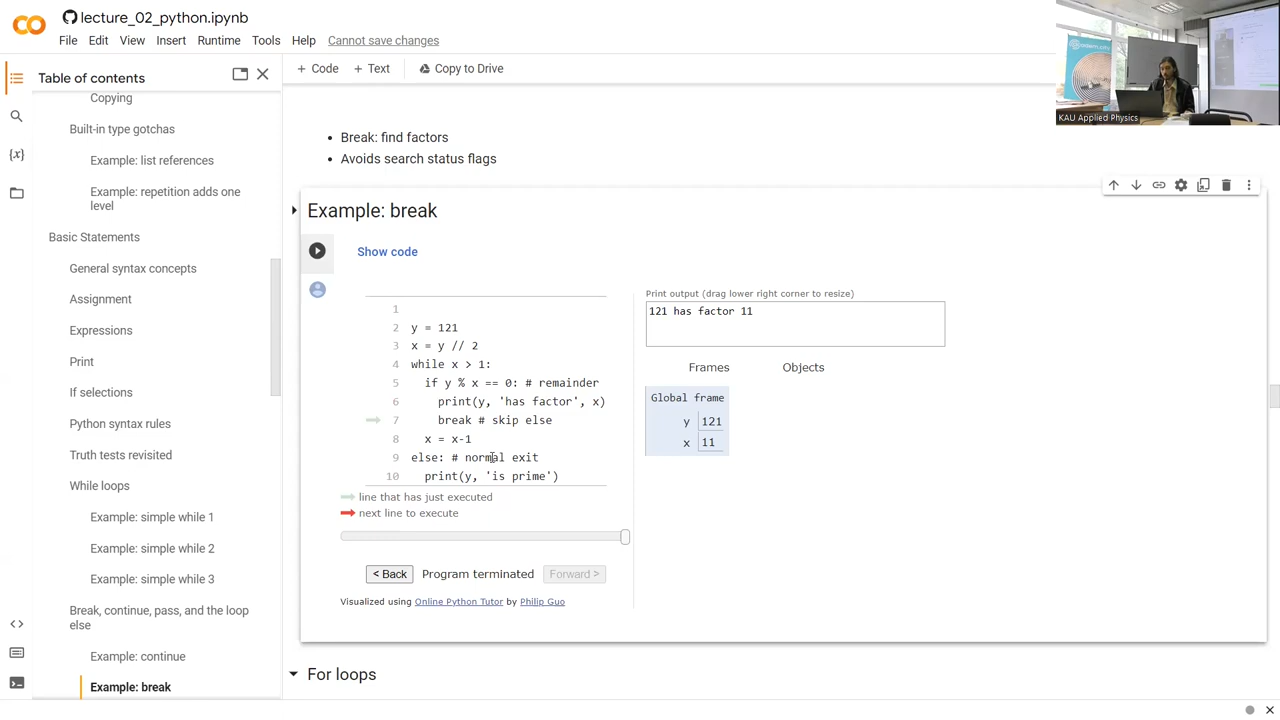 lecture_02_python.ipynb
File Edit View Insert Runtime Tools Help Cannot save changes
Table of contents
+ Code + Text Copy to Drive
Copying
Built-in type gotchas
Example: list references
Example: repetition adds one
level
Basic Statements
General syntax concepts
Assignment
Expressions
Print
If selections
Python syntax rules
Truth tests revisited
While loops
Example: simple while 1
Example: simple while 2
Example: simple while 3
Break, continue, pass, and the loop
else
Example: continue
Example: break
• Break: find factors
• Avoids search status flags
Example: break
Show code
1
2 y = 121
3 x = y // 2
4 while x > 1:
5 if y % x == 0: # remainder
6 print(y, 'has factor', x)
7 break # skip else
8 x = x-1
9 else: # normal exit
10 print(y, 'is prime')
line that has just executed
next line to execute
< Back Program terminated Forward >
Visualized using Online Python Tutor by Philip Guo
Print output (drag lower right corner to resize)
121 has factor 11
Frames Objects
Global frame
y 121
x 11
For loops
KAU Applied Physics